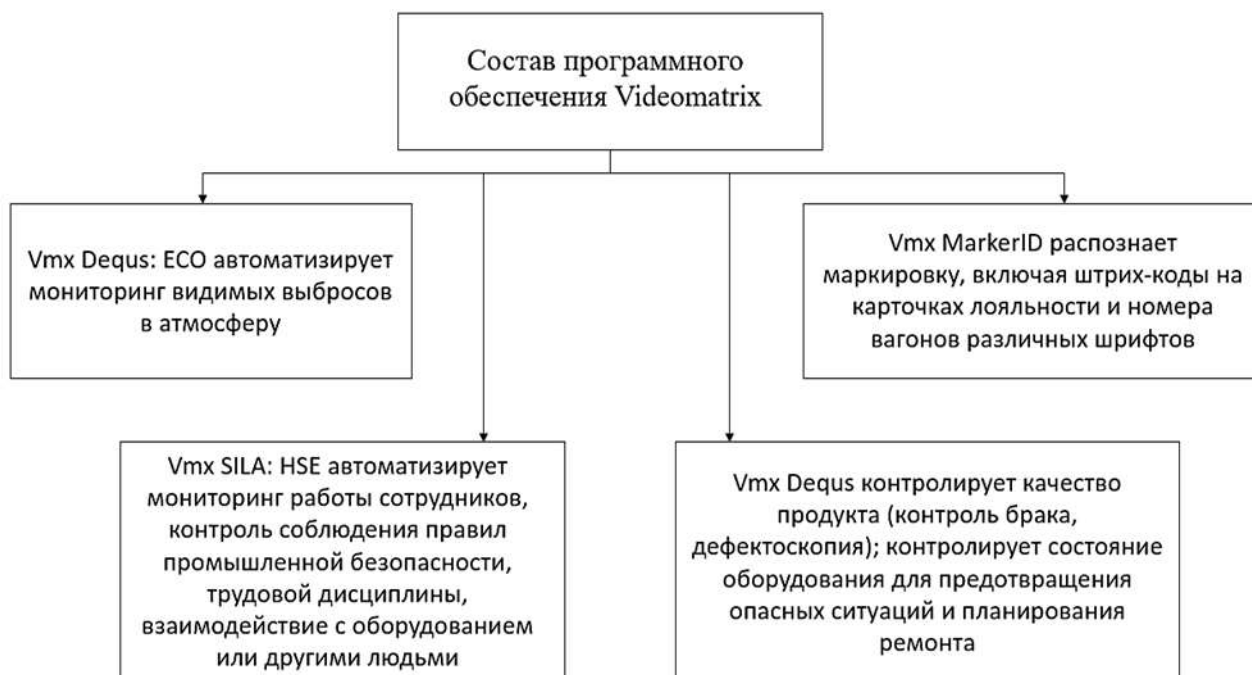 Состав программного
обеспечения Videomatrix
Vmx Dequs: ECO автоматизирует
мониторинг видимых выбросов
в атмосферу
Vmx MarkerID распознает
маркировку, включая штрих-коды на
карточках лояльности и номера
вагонов различных шрифтов
Vmx SILA: HSE автоматизирует
мониторинг работы сотрудников,
контроль соблюдения правил
промышленной безопасности,
трудовой дисциплины,
взаимодействие с оборудованием
или другими людьми
Vmx Dequs контролирует качество
продукта (контроль брака,
дефектоскопия); контролирует состояние
оборудования для предотвращения
опасных ситуаций и планирования
ремонта